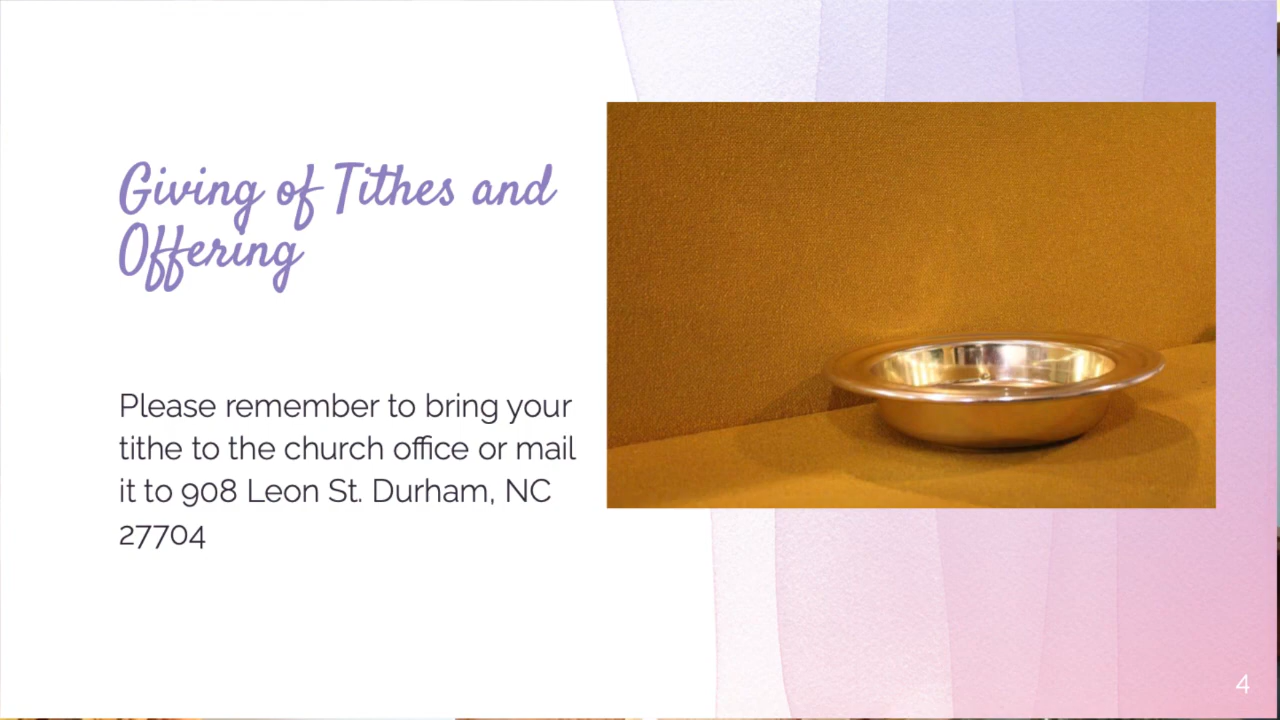 Giving of Tithes and
Offering
Please remember to bring your
tithe to the church office or mail
it to 908 Leon St. Durham, NC
27704
4